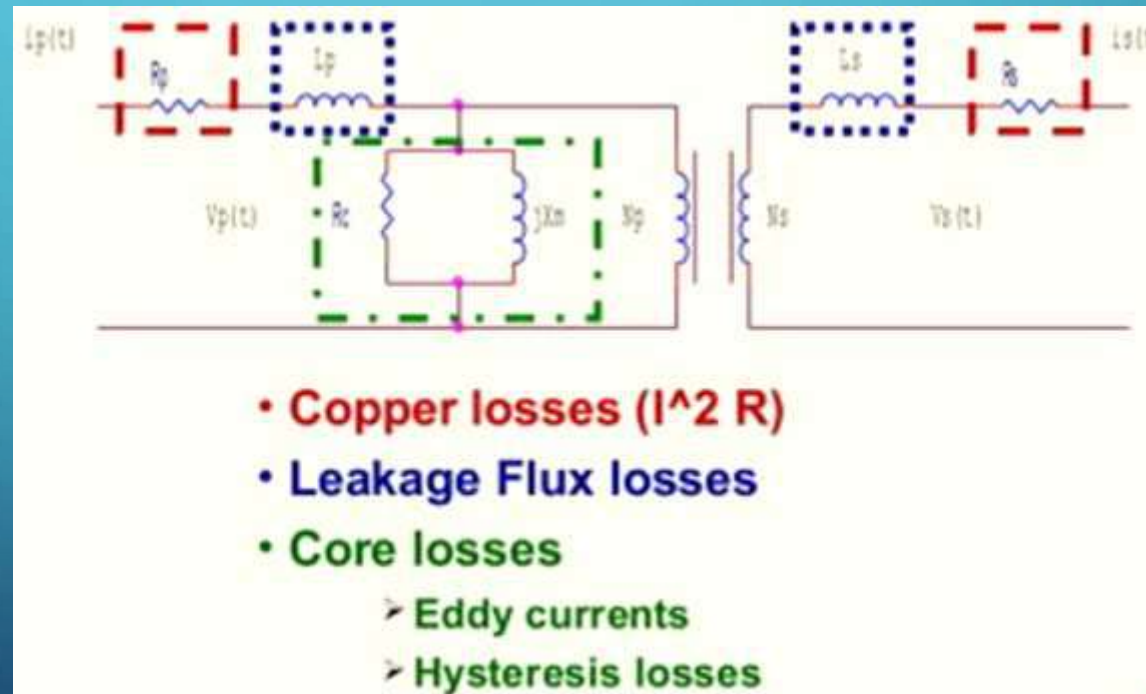 ip(t) Rp Lp Ls Rs is(t
Vp(t) Rc jXm Np Ns Vs(t)
• Copper losses (I^2 R)
• Leakage Flux losses
• Core losses
➢ Eddy currents
➢ Hysteresis losses